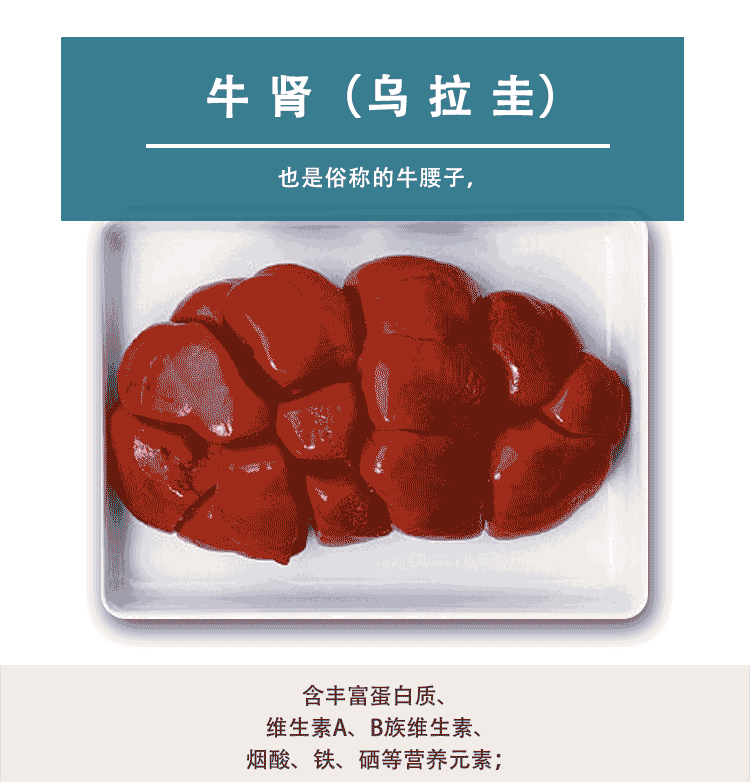 牛肾（乌拉圭）
也是俗称的牛腰子,
含丰富蛋白质、
维生素A、B族维生素、
烟酸、铁、硒等营养元素；